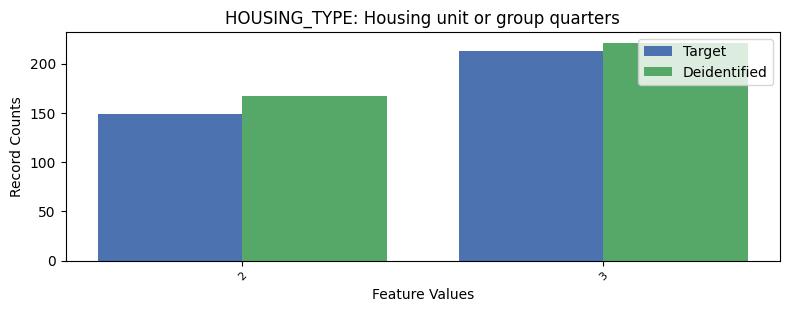 HOUSING_TYPE: Housing unit or group quarters
Target
Deidentified
Record Counts
200
150
100
50
0
2
3
Feature Values